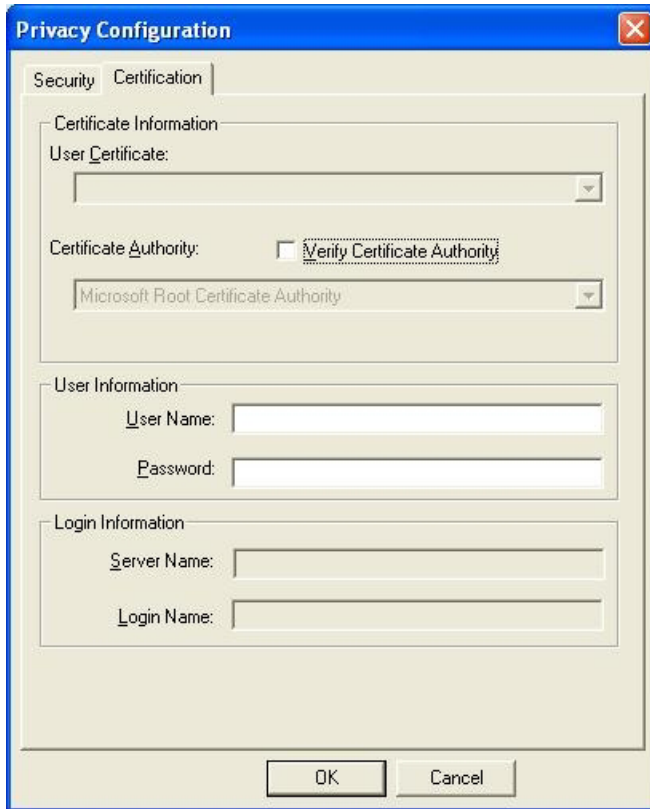 Privacy Configuration
Security Certification
Certificate Information
User Certificate:
Certificate Authority: Verify Certificate Authority
Microsoft Root Certificate Authority
User Information
User Name:
Password:
Login Information
Server Name:
Login Name:
OK Cancel